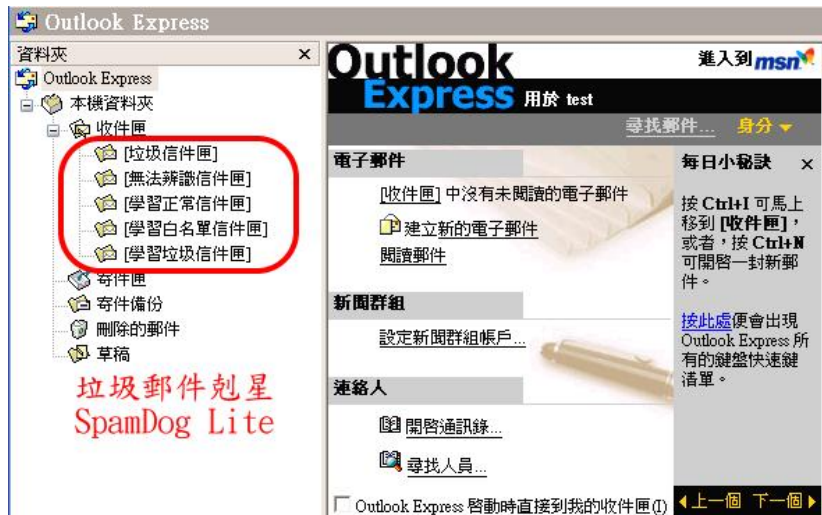 Outlook Express
資料夾 ×
Outlook Express
本機資料夾
收件匣
[垃圾信件匣]
[無法辨識信件匣]
[學習正常信件匣]
[學習白名單信件匣]
[學習垃圾信件匣]
寄件匣
寄件備份
刪除的郵件
草稿
垃圾郵件剋星
SpamDog Lite
Outlook
Express 用於 test
進入到 msn
尋找郵件... 身分
電子郵件
[收件匣] 中沒有未閱讀的電子郵件
建立新的電子郵件
閱讀郵件
新聞群組
設定新聞群組帳戶...
連絡人
開啓通訊錄...
尋找人員...
Outlook Express 啓動時直接到我的收件匣(I)
每日小秘訣 ×
按 Ctrl+I 可馬上
移到 [收件匣],
或者,按 Ctrl+N
可開啓一封新郵
件。
按此處便會出現
Outlook Express 所
有的鍵盤快速鍵
清單。
上一個 下一個